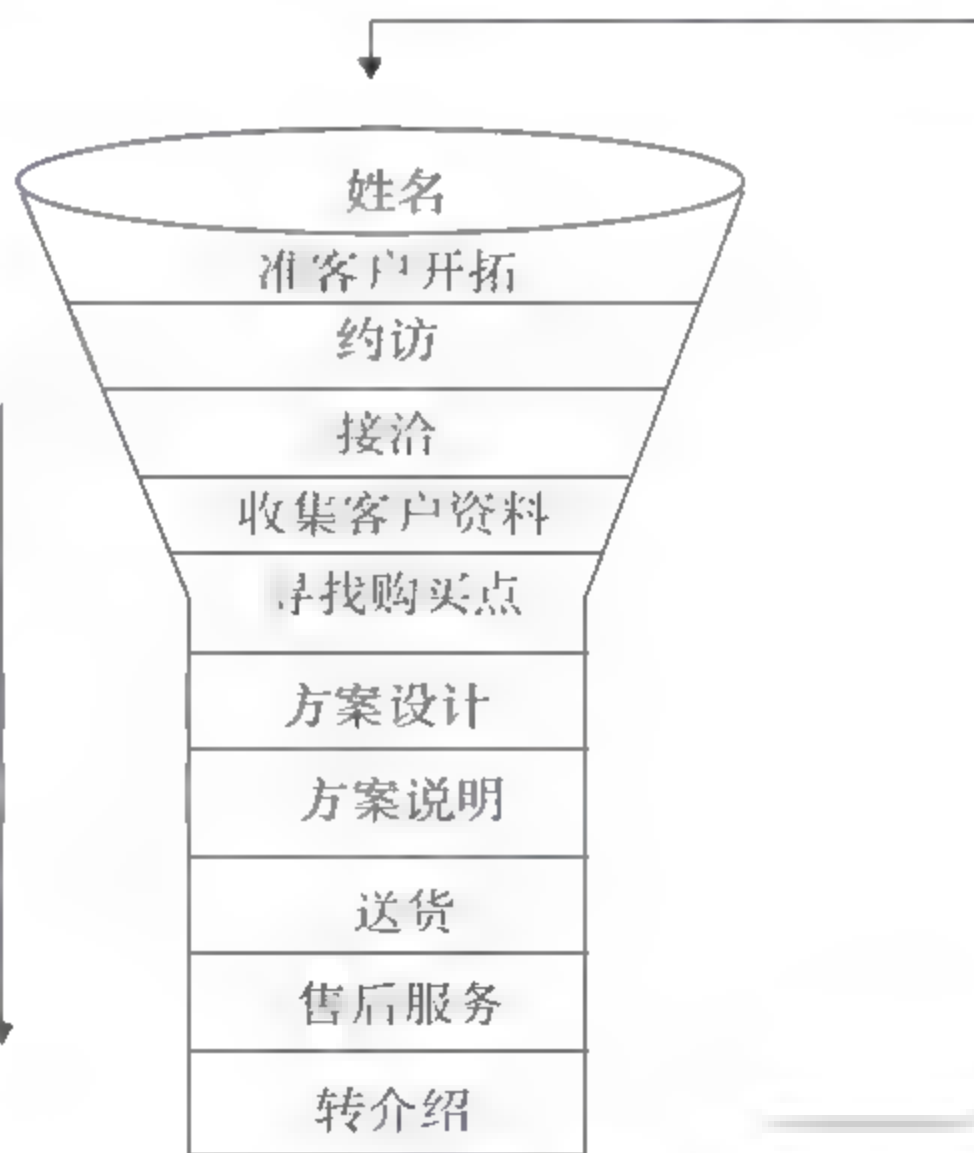 姓名
准客户开拓
约访
接洽
收集客户资料
寻找购买点
方案设计
方案说明
送货
售后服务
转介绍